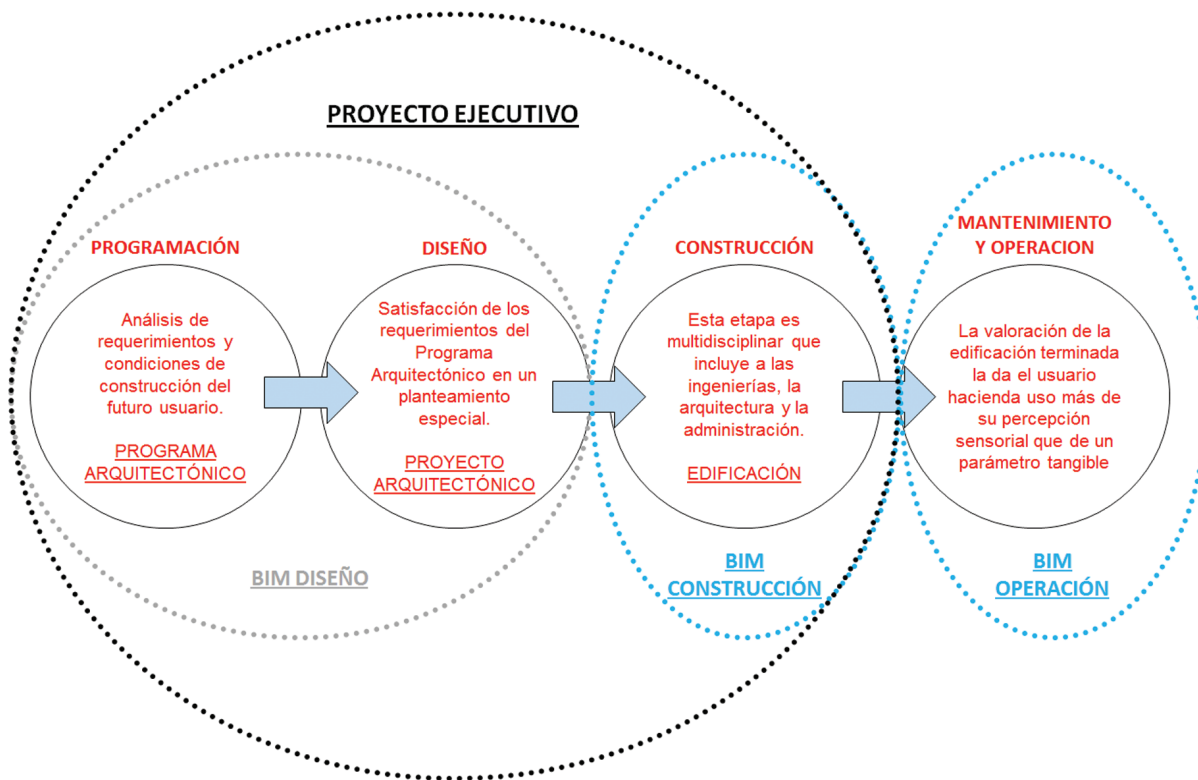 PROYECTO EJECUTIVO
PROGRAMACIÓN
Análisis de
requerimientos y
condiciones de
construcción del
futuro usuario.
PROGRAMA
ARQUITECTÓNICO
DISEÑO
Satisfacción de los
requerimientos del
Programa
Arquitectónico en un
planteamiento
especial.
PROYECTO
ARQUITECTÓNICO
BIM DISEÑO
CONSTRUCCIÓN
Esta etapa es
multidisciplinar que
incluye a las
ingenierías, la
arquitectura y la
administración.
EDIFICACIÓN
BIM
CONSTRUCCIÓN
MANTENIMIENTO
Y OPERACION
La valoración de la
edificación terminada
la da el usuario
haciendo uso más de
su percepción
sensorial que de un
parámetro tangible
BIM
OPERACIÓN